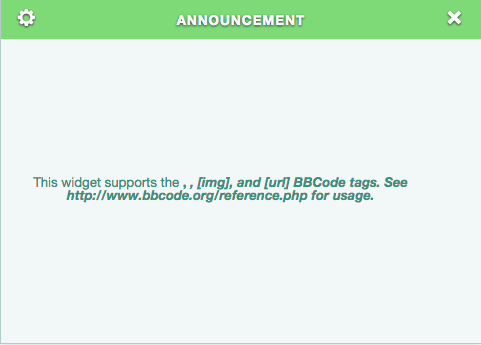 ANNOUNCEMENT
This widget supports the , , [img], and [url] BBCode tags. See
http://www.bbcode.org/reference.php for usage.